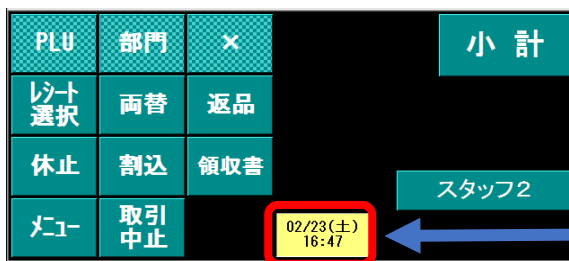 PLU 部門 × 小 計
レシート
選択 両替 返品
休止 割込 領収書
スタッフ2
メニュー 取引
中止
02/23(土)
16:47